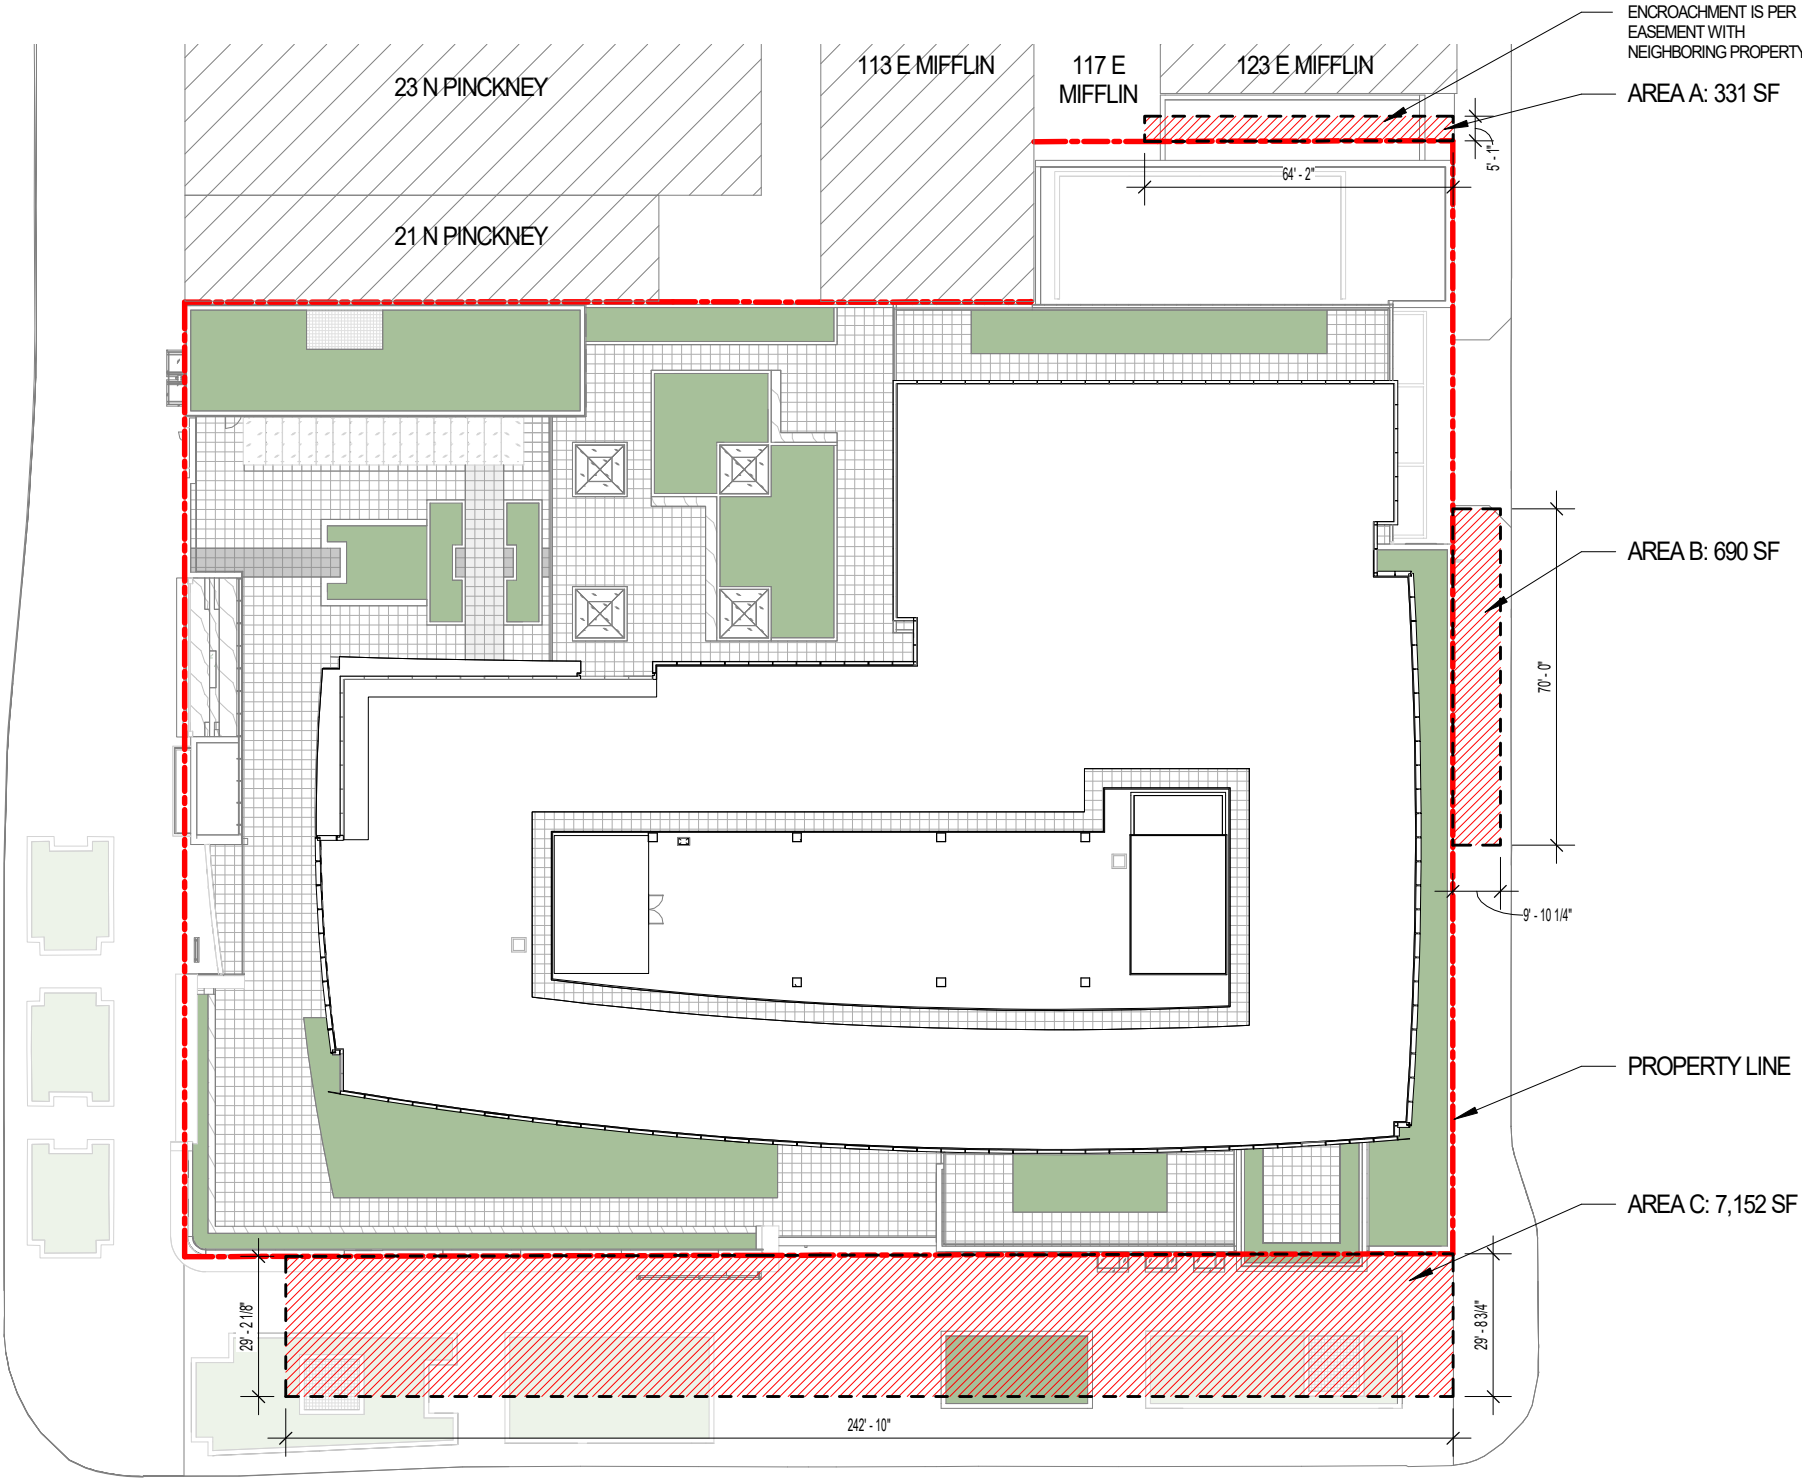 ENCROACHMENT IS PER
EASEMENT WITH
NEIGHBORING PROPERTY
AREA A: 331 SF
23 N PINCKNEY
113 E MIFFLIN
117 E
MIFFLIN
123 E MIFFLIN
5' - 1"
64' - 2"
21 N PINCKNEY
AREA B: 690 SF
70' - 0"
9' - 10 1/4"
PROPERTY LINE
AREA C: 7,152 SF
29' - 2 1/8"
29' - 8 3/4"
242' - 10"